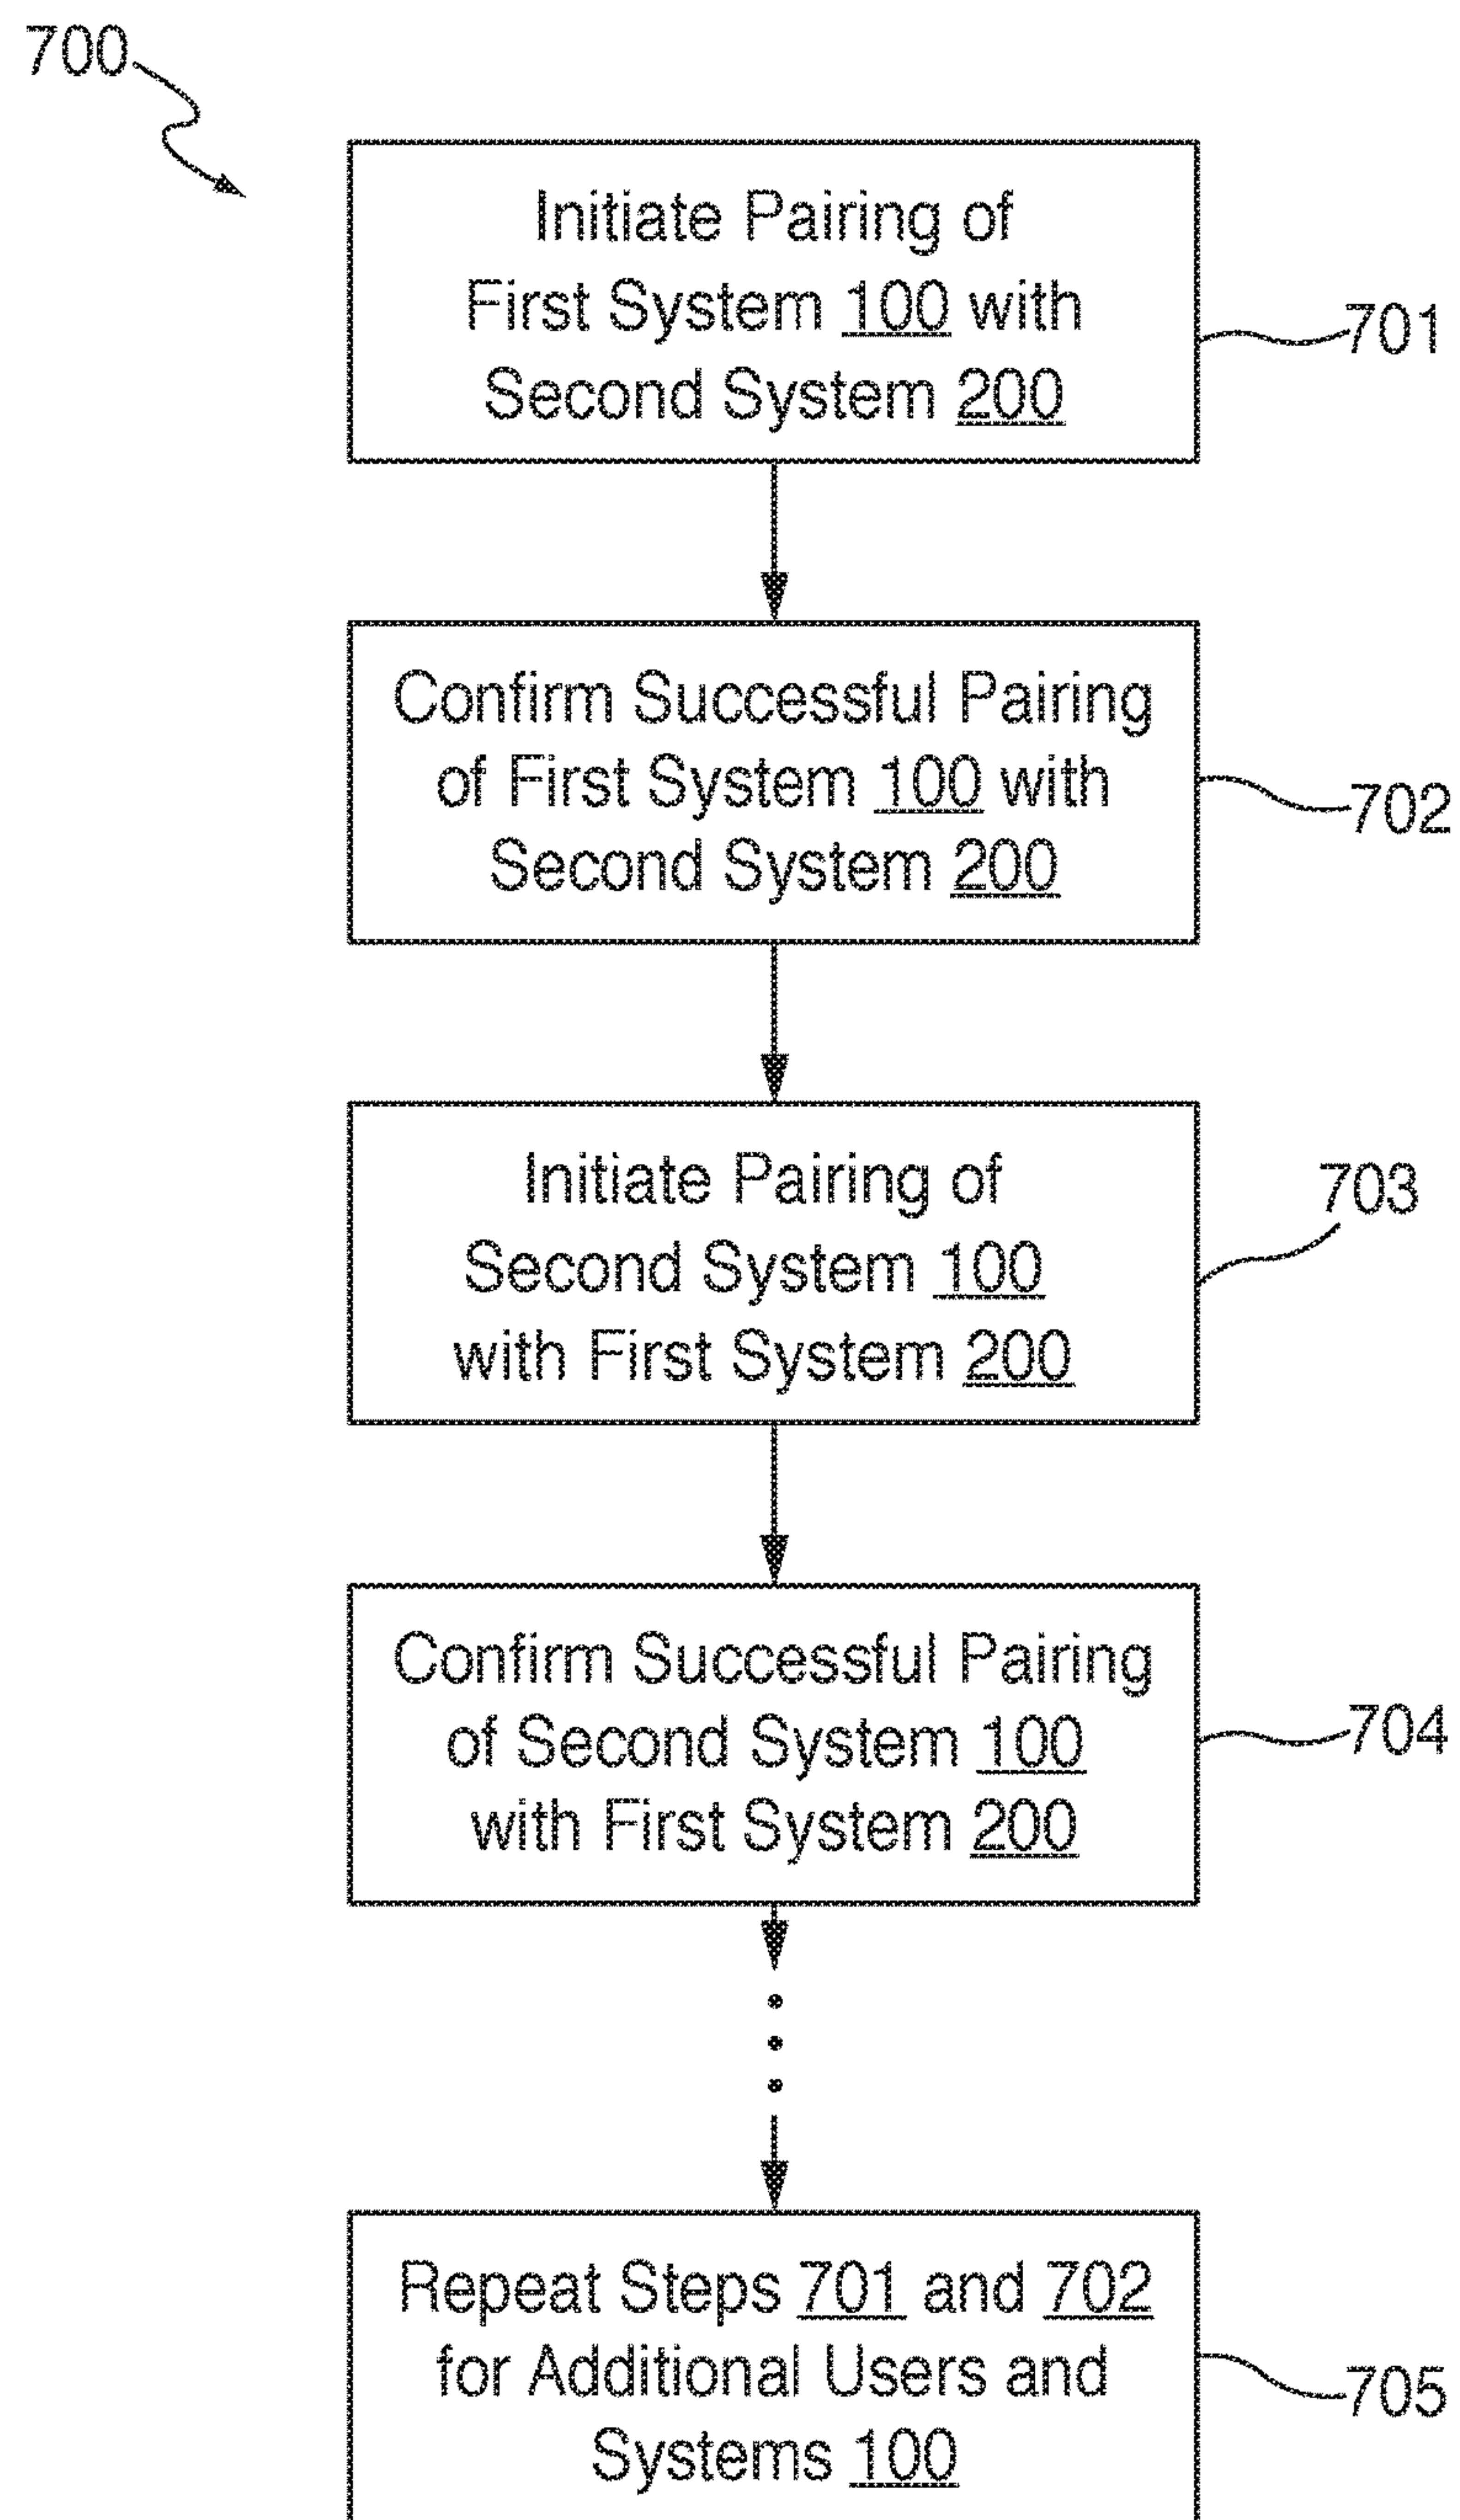 700
Initiate Pairing of
First System 100 with
Second System 200
701
Confirm Successful Pairing
of First System 100 with
Second System 200
702
Initiate Pairing of
Second System 100
with First System 200
703
Confirm Successful Pairing
of Second System 100
with First System 200
704
Repeat Steps 701 and 702
for Additional Users and
Systems 100
705